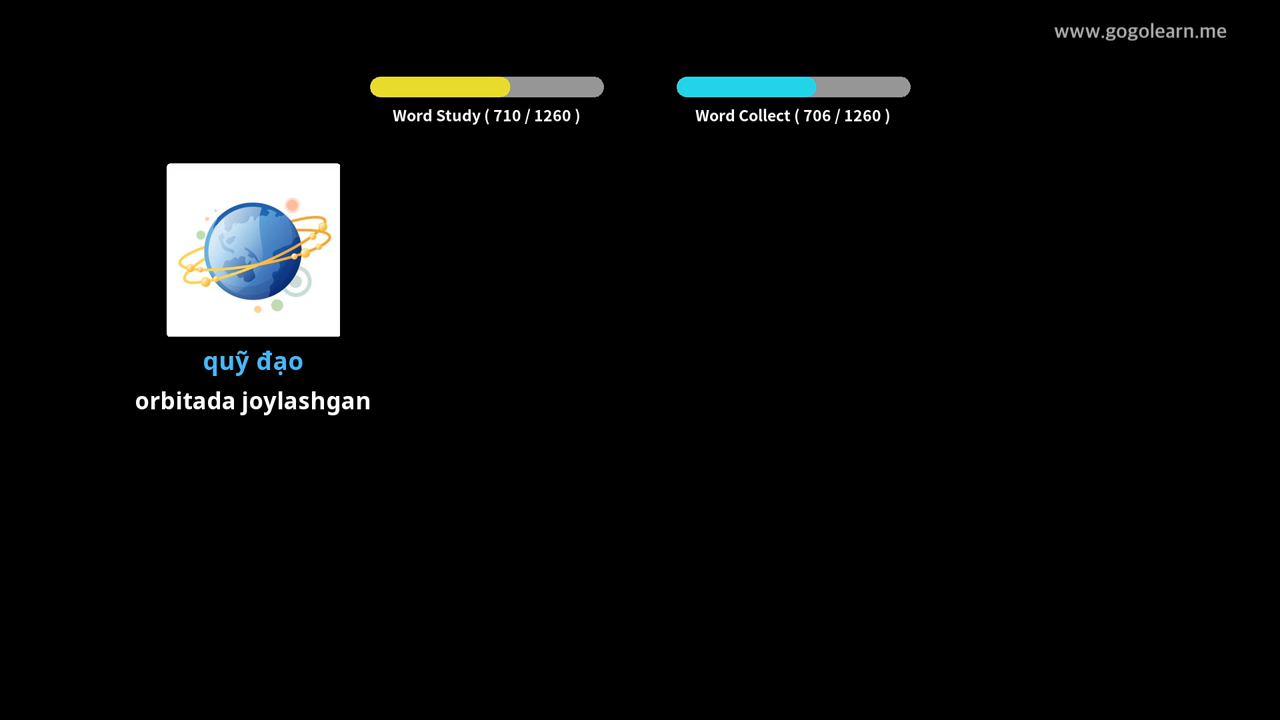 www.gogolearn.me
Word Study ( 710 / 1260 )
Word Collect ( 706 / 1260 )
quỹ đạo
orbitada joylashgan